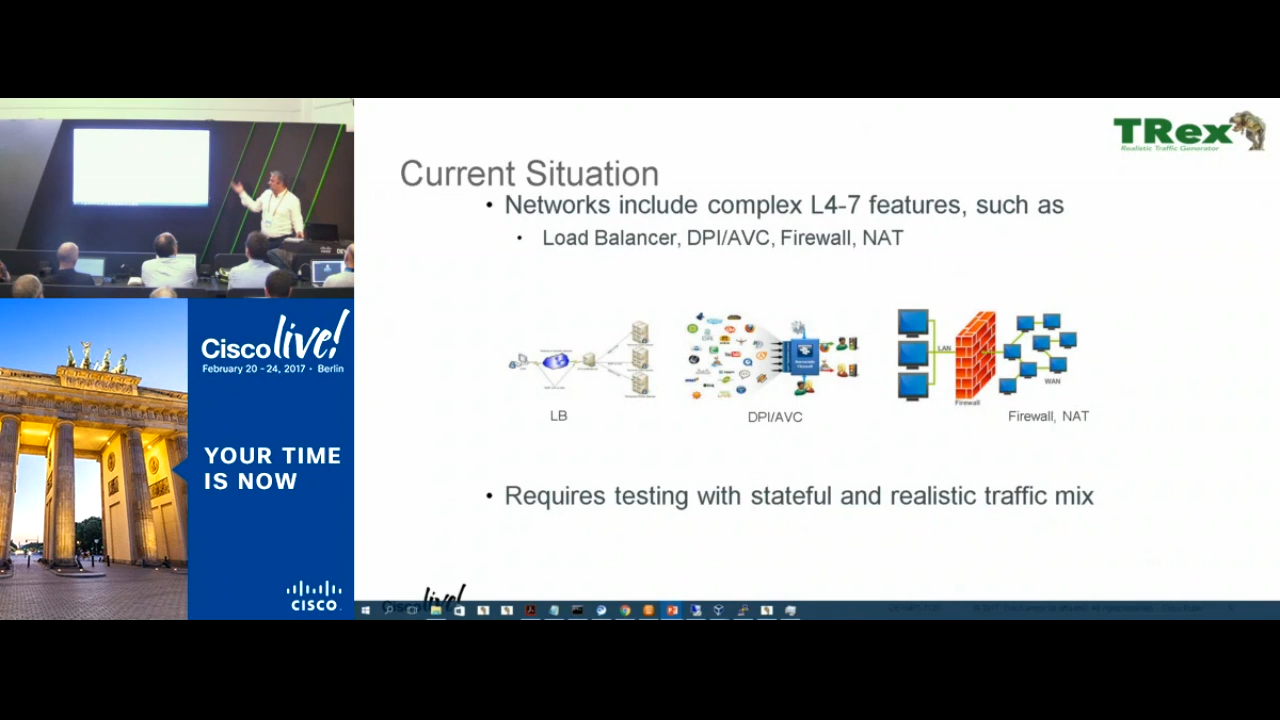 TRex
Realistic Traffic Generator
Current Situation
• Networks include complex L4-7 features, such as
• Load Balancer, DPI/AVC, Firewall, NAT
LAN
WAN
Firewall
LB
DPI/AVC
Firewall, NAT
• Requires testing with stateful and realistic traffic mix
Cisco live!
February 20 - 24, 2017 • Berlin
YOUR TIME
IS NOW
CISCO
live!